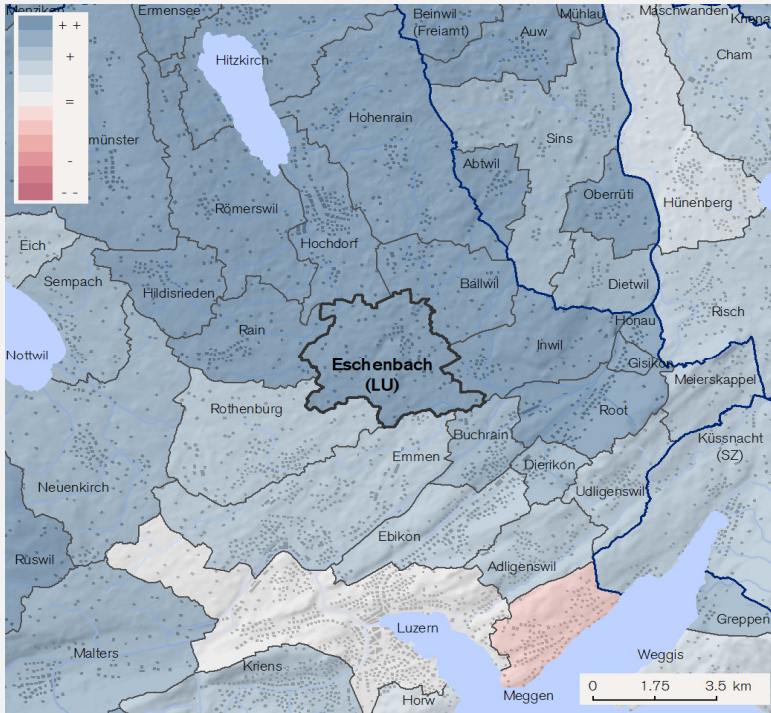 Menziken
Ermensee
Beinwil
(Freiamt)
Mühlau
Maschwanden
Knonau
+ +
+
=
-
- -
Auw
Cham
Hitzkirch
Hohenrain
Sins
münster
Abtwil
Oberrüti
Hünenberg
Römerswil
Hochdorf
Eich
Sempach
Hildisrieden
Ballwil
Dietwil
Risch
Rain
Honau
Inwil
Nottwil
Eschenbach
(LU)
Gisikon
Meierskappel
Rothenburg
Root
Buchrain
Küssnacht
(SZ)
Emmen
Dierikon
Neuenkirch
Udligenswil
Ebikon
Ruswil
Adligenswil
Greppen
Luzern
Malters
Weggis
Kriens
Meggen
Horw
0 1.75 3.5 km